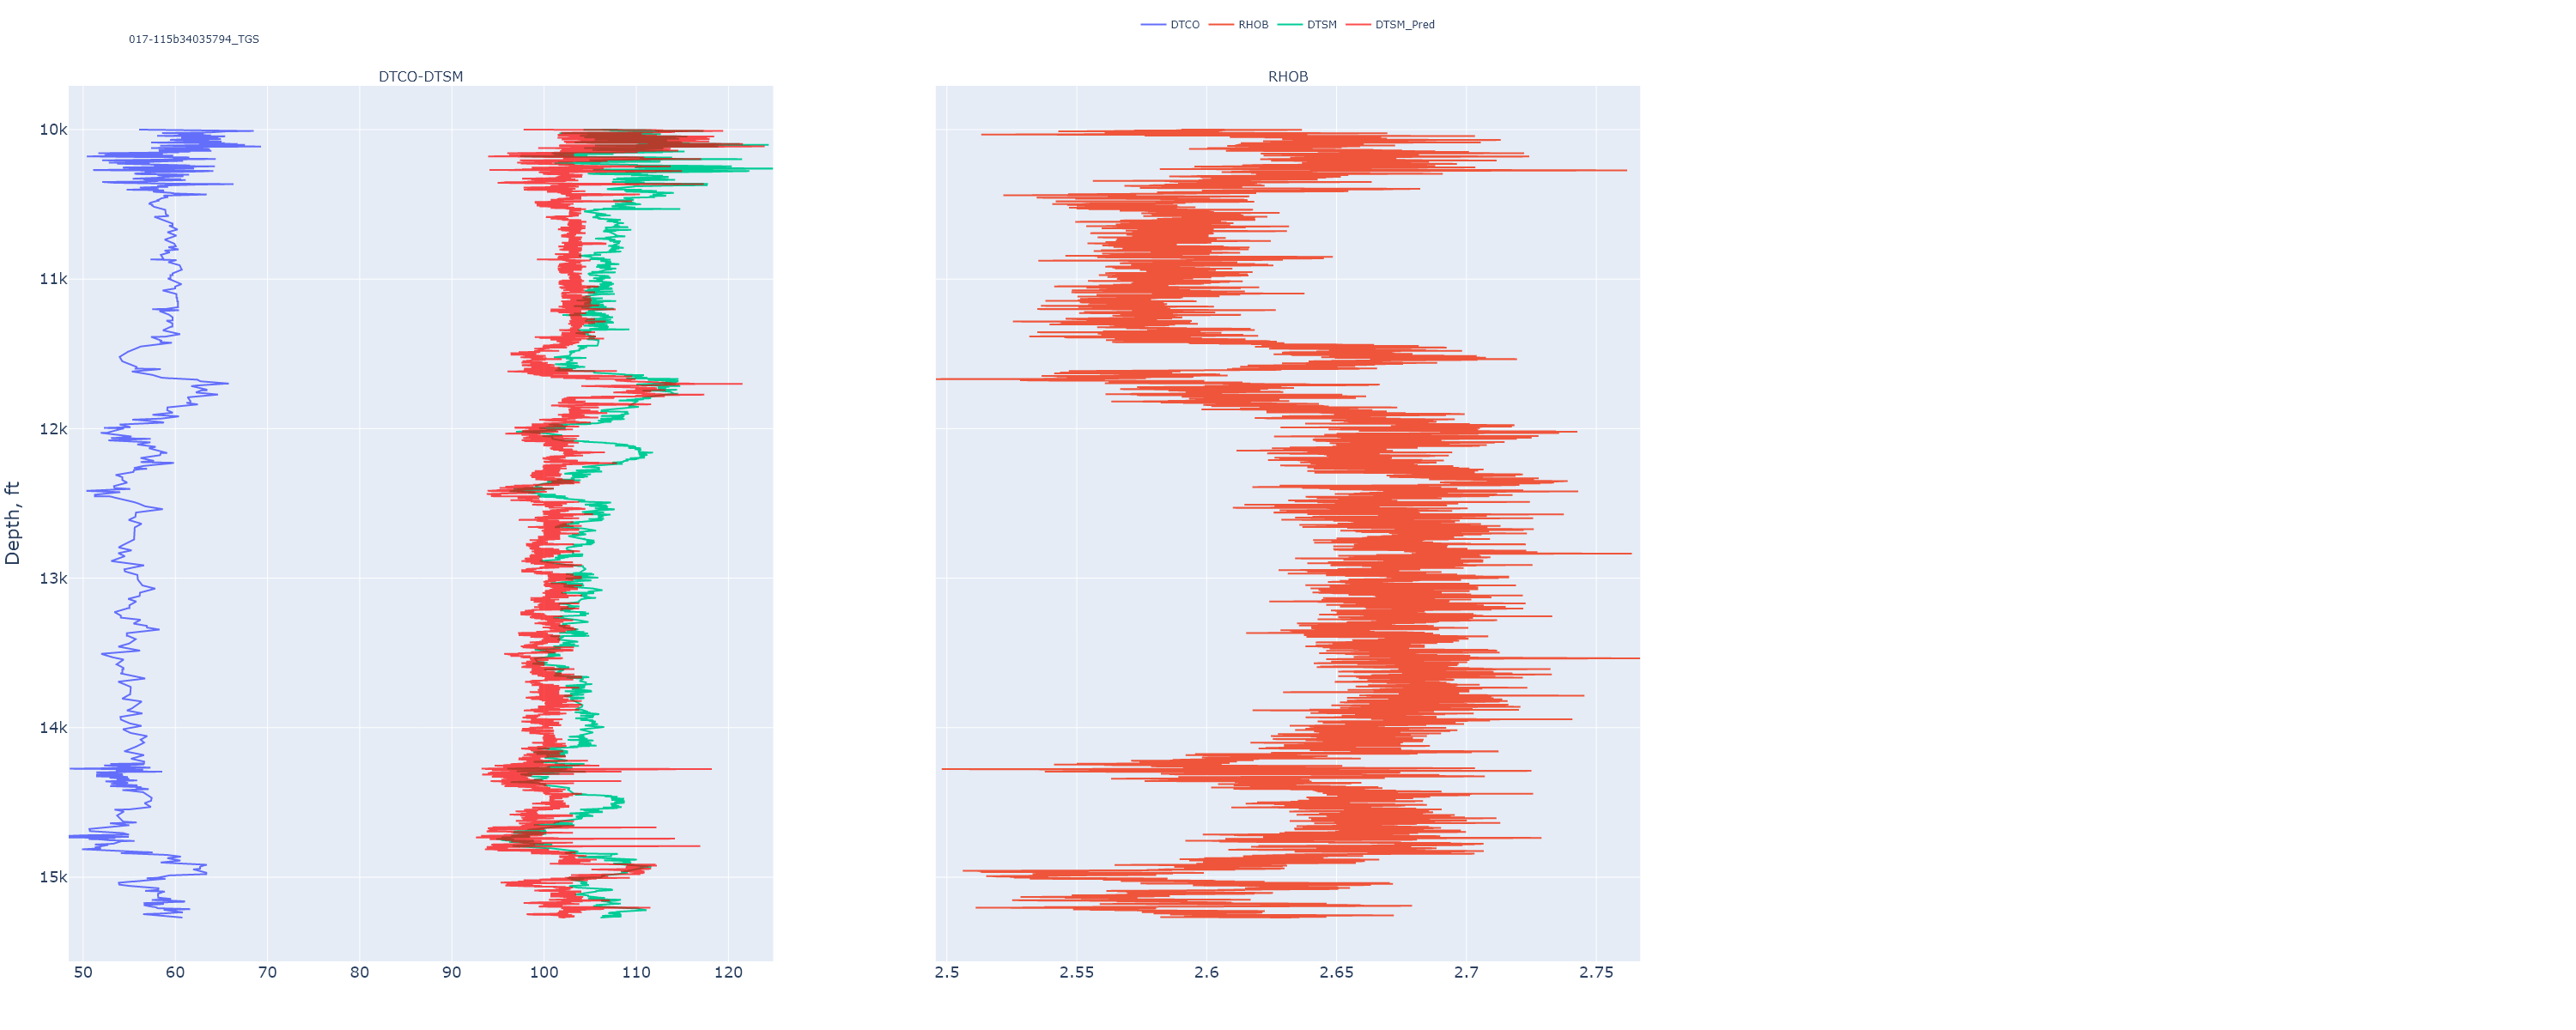 DTCO RHOB DTSM DTSM_Pred
017-115b34035794_TGS
DTCO-DTSM RHOB
10k
11k
12k
Depth, ft
13k
14k
15k
50 60 70 80 90 100 110 120 2.5 2.55 2.6 2.65 2.7 2.75